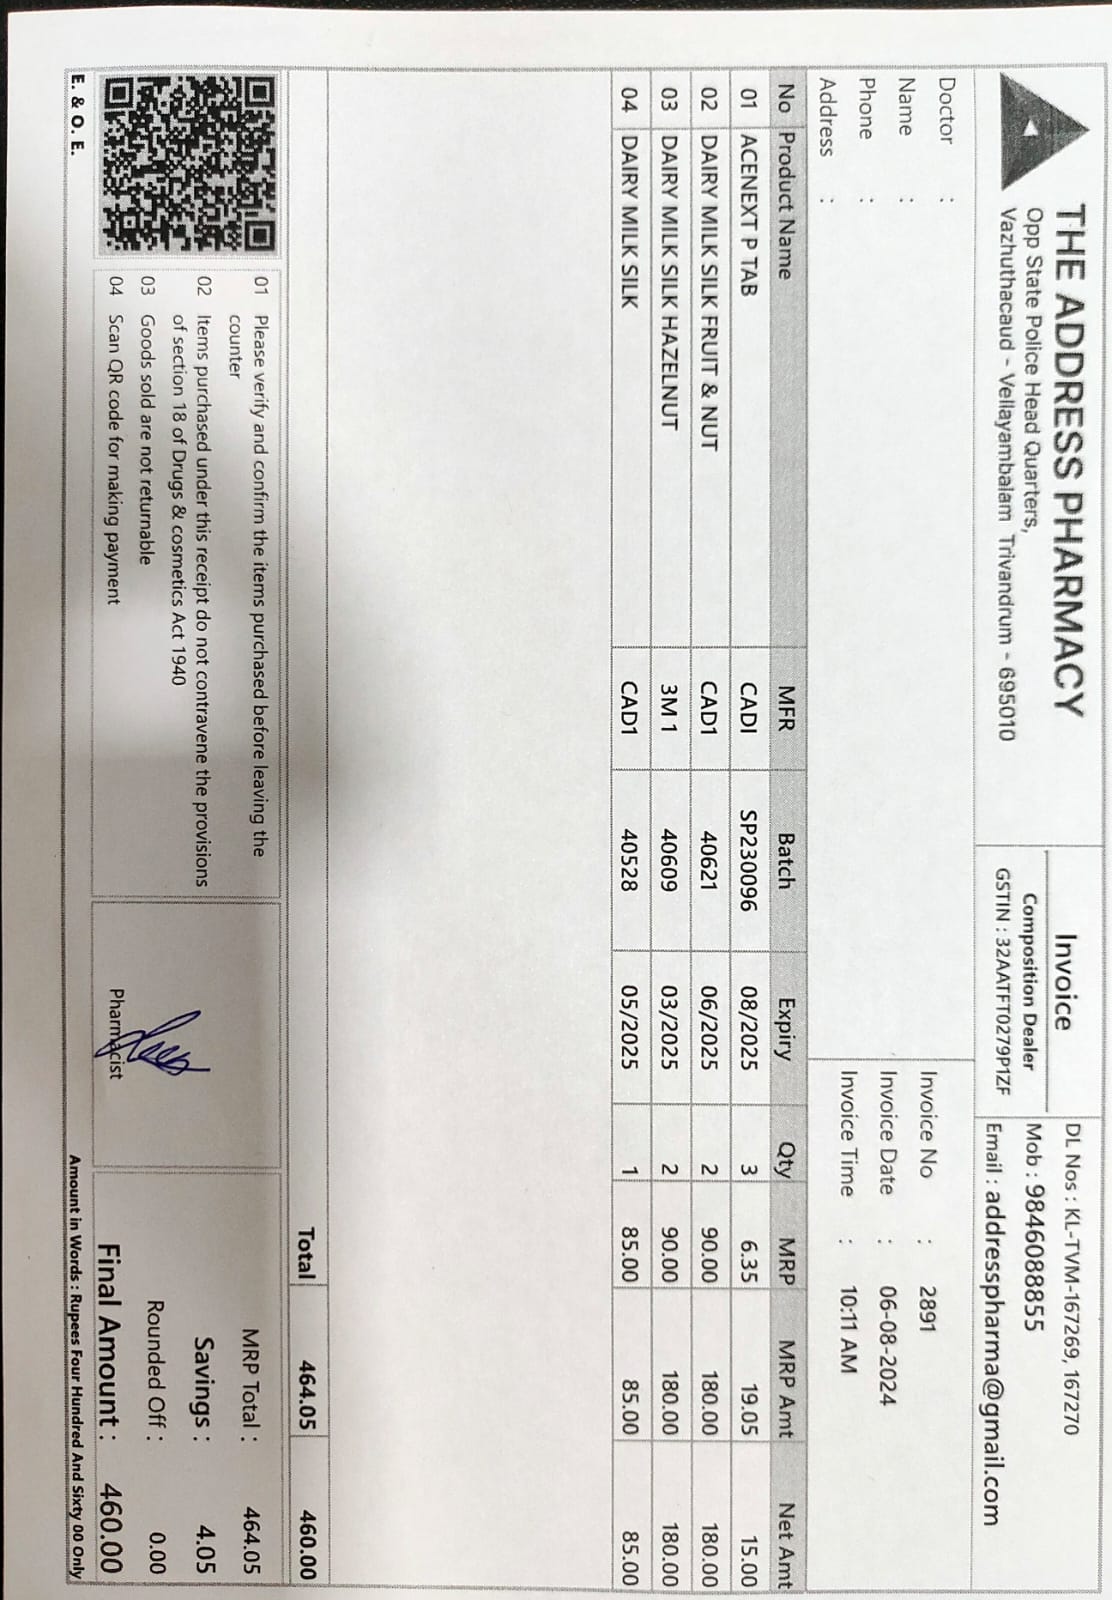 THE ADDRESS PHARMACY
Opp State Police Head Quarters,
Vazhuthacaud - Vellayambalam Trivandrum - 695010
Invoice
Composition Dealer
GSTIN : 32AATFT0279P1ZF
DL Nos : KL-TVM-167269, 167270
Mob : 9846088855
Email : addresspharma@gmail.com
Doctor :
Name :
Phone :
Address :
Invoice No : 2891
Invoice Date : 06-08-2024
Invoice Time : 10:11 AM
No Product Name MFR Batch Expiry Qty MRP MRP Amt Net Amt
01 ACENEXT P TAB CADI SP230096 08/2025 3 6.35 19.05 15.00
02 DAIRY MILK SILK FRUIT & NUT CAD1 40621 06/2025 2 90.00 180.00 180.00
03 DAIRY MILK SILK HAZELNUT 3M 1 40609 03/2025 2 90.00 180.00 180.00
04 DAIRY MILK SILK CAD1 40528 05/2025 1 85.00 85.00 85.00
Total 464.05 460.00
01 Please verify and confirm the items purchased before leaving the
counter
02 Items purchased under this receipt do not contravene the provisions
of section 18 of Drugs & cosmetics Act 1940
03 Goods sold are not returnable
04 Scan QR code for making payment
Pharmacist
MRP Total : 464.05
Savings : 4.05
Rounded Off : 0.00
Final Amount : 460.00
E. & O. E.
Amount in Words : Rupees Four Hundred And Sixty 00 Only